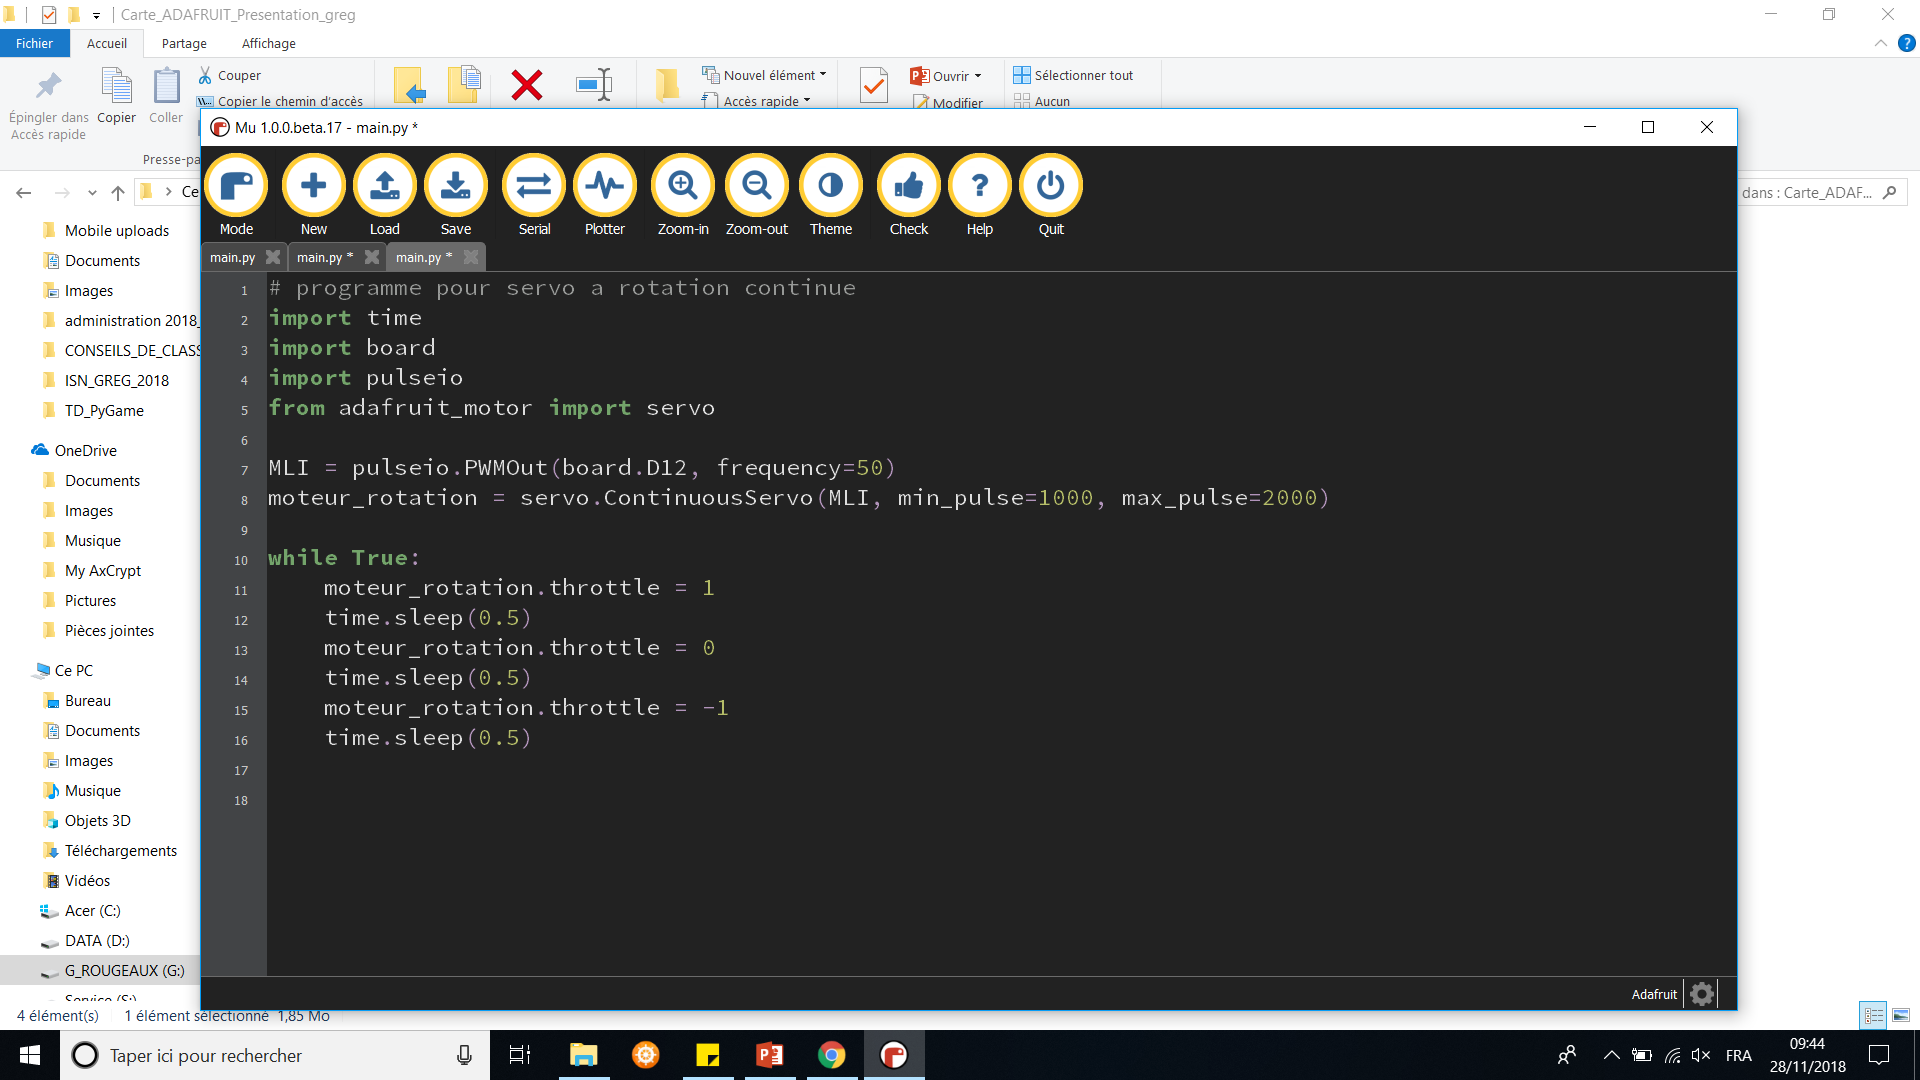 Carte_ADAFRUIT_Presentation_greg
Fichier
Accueil
Partage
Affichage
Épingler dans
Accès rapide
Copier
Coller
Couper
Copier le chemin d'accès
Nouvel élément
Accès rapide
Ouvrir
Modifier
Sélectionner tout
Aucun
Presse-pa
Ce
dans : Carte_ADAF...
Mu 1.0.0.beta.17 - main.py *
Mode
New
Load
Save
Serial
Plotter
Zoom-in
Zoom-out
Theme
Check
Help
Quit
main.py
main.py *
main.py *
1 # programme pour servo a rotation continue
2 import time
3 import board
4 import pulseio
5 from adafruit_motor import servo
6
7 MLI = pulseio.PWMOut(board.D12, frequency=50)
8 moteur_rotation = servo.ContinuousServo(MLI, min_pulse=1000, max_pulse=2000)
9
10 while True:
11 moteur_rotation.throttle = 1
12 time.sleep(0.5)
13 moteur_rotation.throttle = 0
14 time.sleep(0.5)
15 moteur_rotation.throttle = -1
16 time.sleep(0.5)
17
18
Adafruit
Mobile uploads
Documents
Images
administration 2018_
CONSEILS_DE_CLASS
ISN_GREG_2018
TD_PyGame
OneDrive
Documents
Images
Musique
My AxCrypt
Pictures
Pièces jointes
Ce PC
Bureau
Documents
Images
Musique
Objets 3D
Téléchargements
Vidéos
Acer (C:)
DATA (D:)
G_ROUGEAUX (G:)
Service (S:)
4 élément(s)
1 élément sélectionné 1,85 Mo
Taper ici pour rechercher
FRA
09:44
28/11/2018